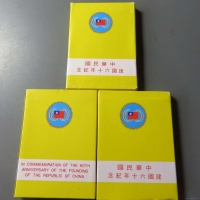 中華民國
建國六十年紀念
IN COMMEMORATION OF THE 60TH
ANNIVERSARY OF THE FOUNDING
OF THE REPUBLIC OF CHINA
中華民國
建國六十年紀念